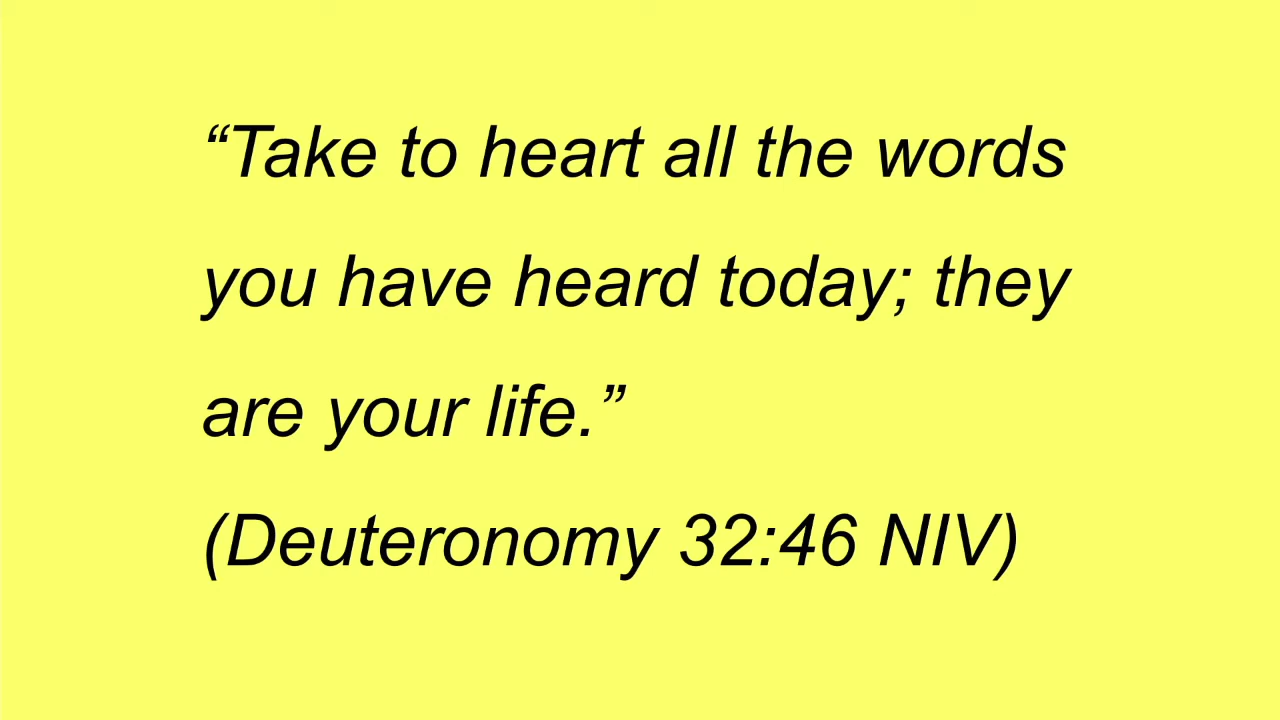 “Take to heart all the words
you have heard today; they
are your life.”
(Deuteronomy 32:46 NIV)